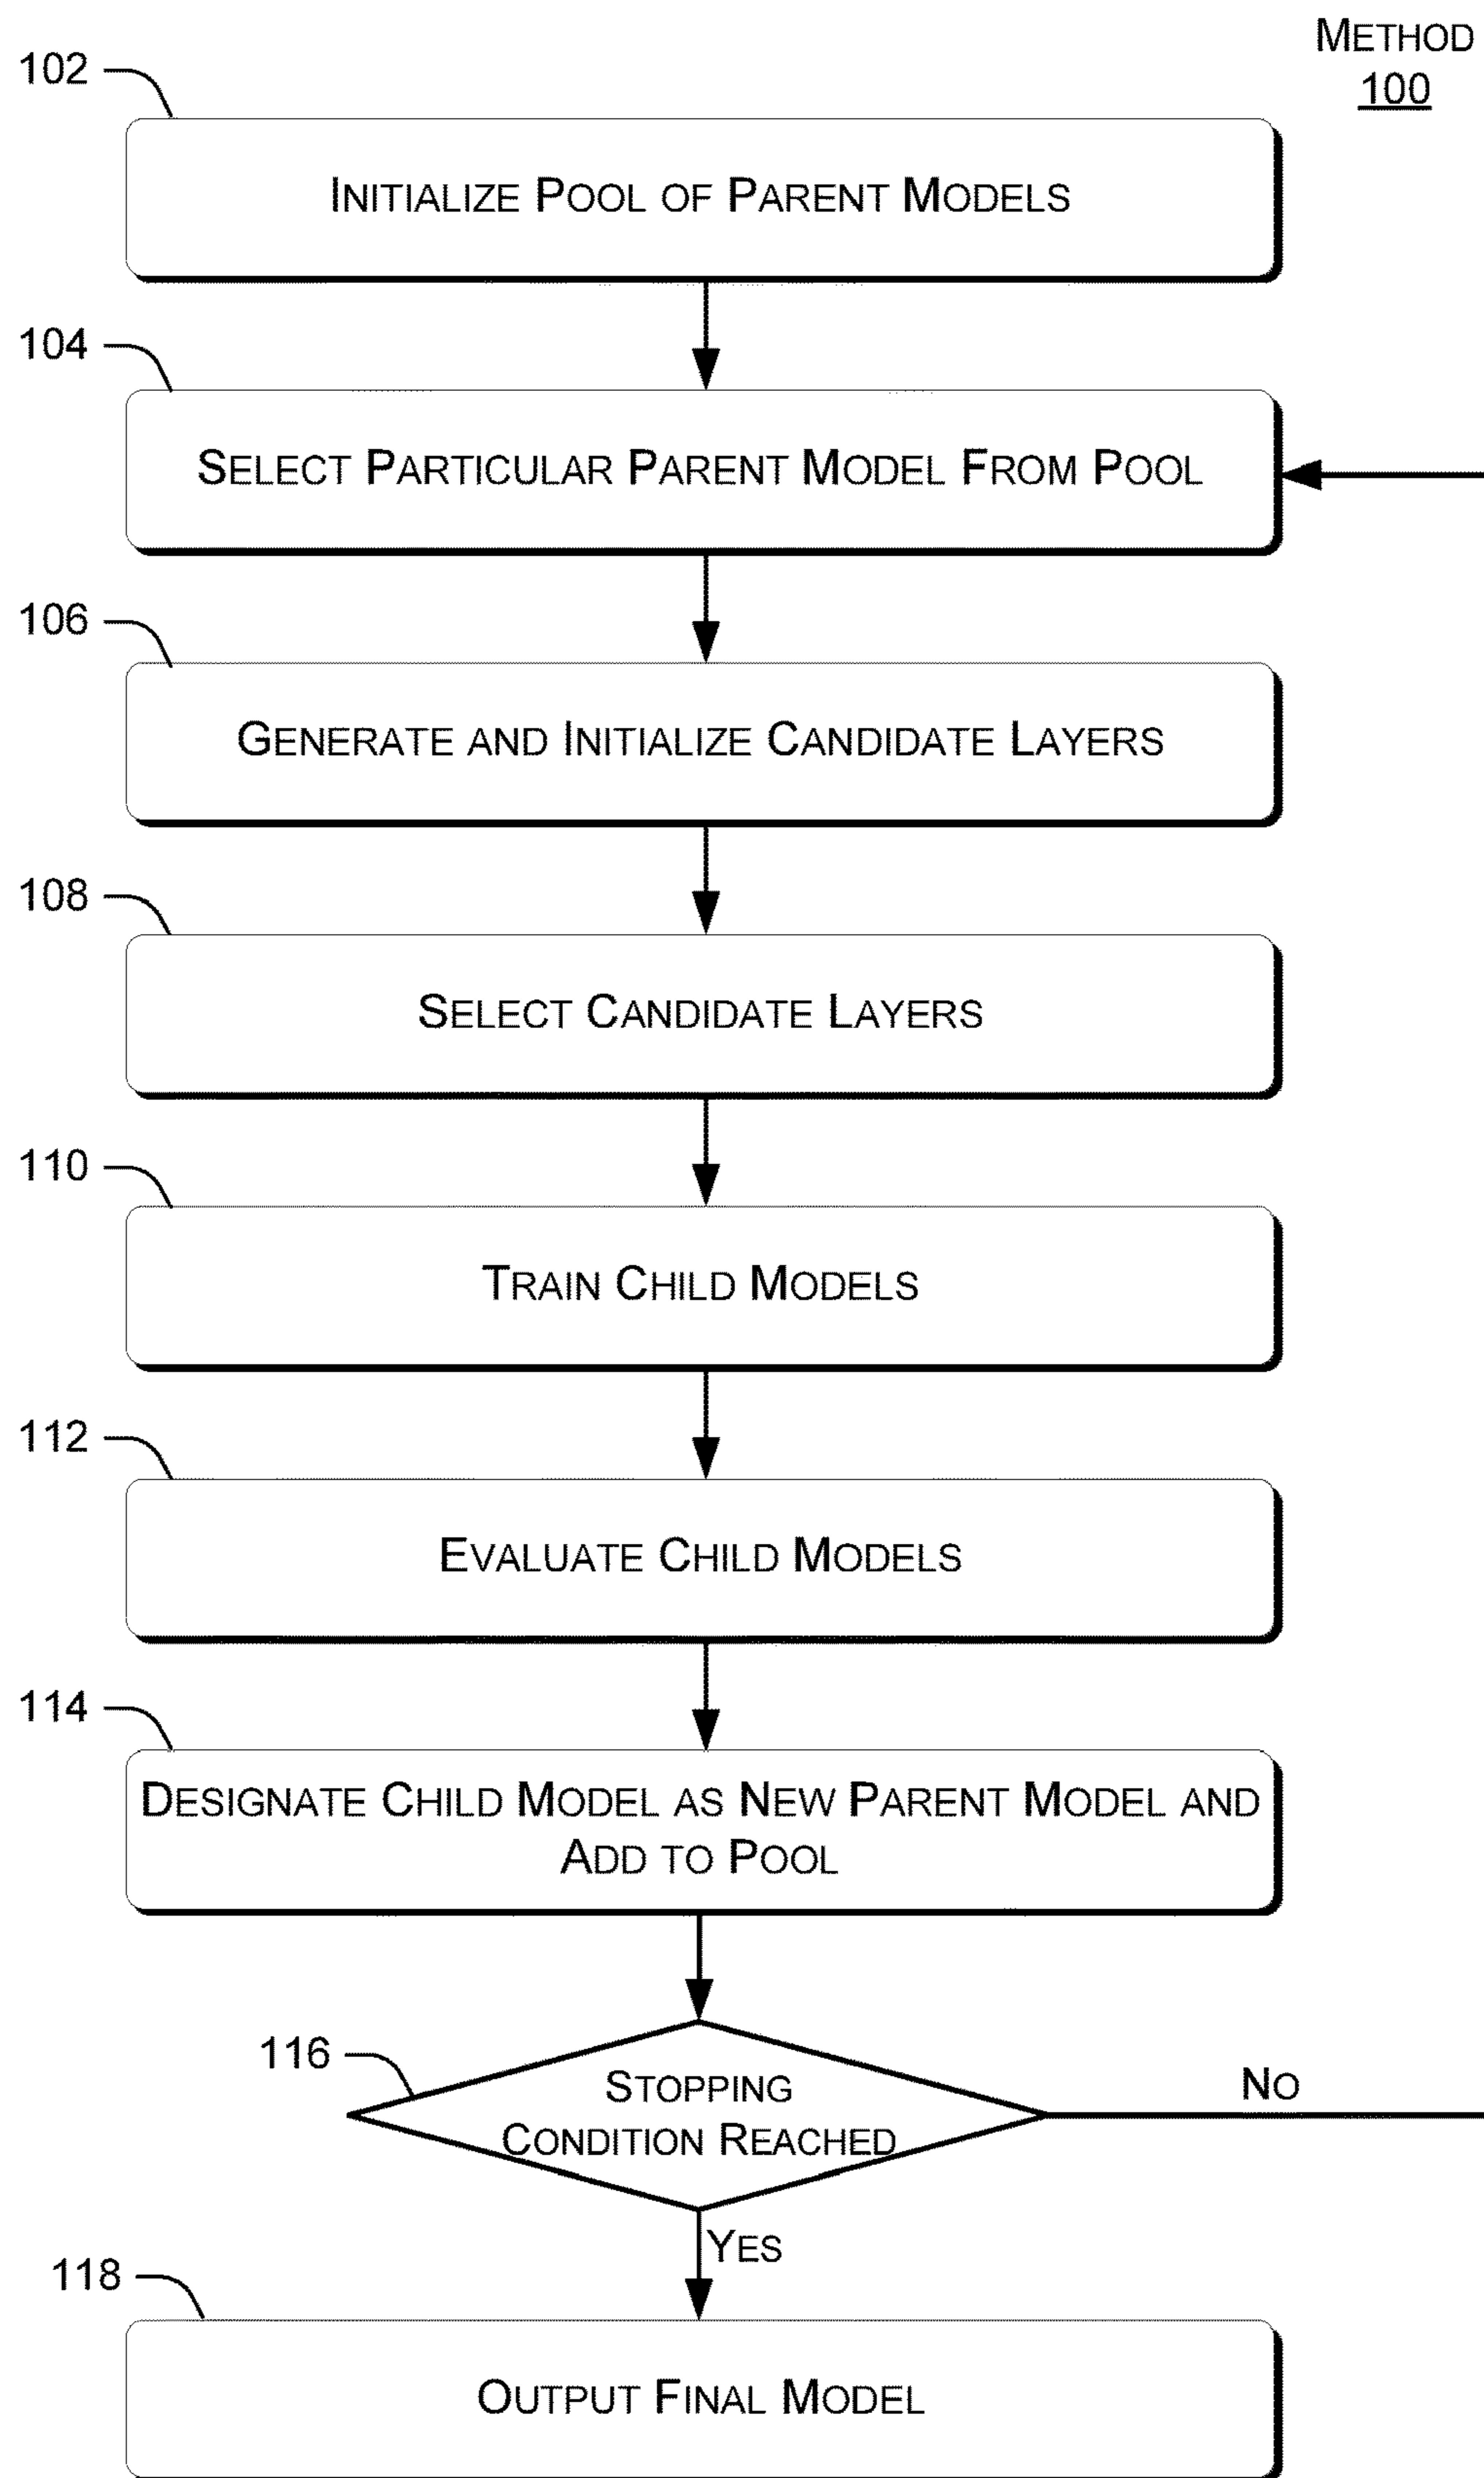 METHOD
100
102
INITIALIZE POOL OF PARENT MODELS
104
SELECT PARTICULAR PARENT MODEL FROM POOL
106
GENERATE AND INITIALIZE CANDIDATE LAYERS
108
SELECT CANDIDATE LAYERS
110
TRAIN CHILD MODELS
112
EVALUATE CHILD MODELS
114
DESIGNATE CHILD MODEL AS NEW PARENT MODEL AND
ADD TO POOL
116
STOPPING
CONDITION REACHED
NO
YES
118
OUTPUT FINAL MODEL